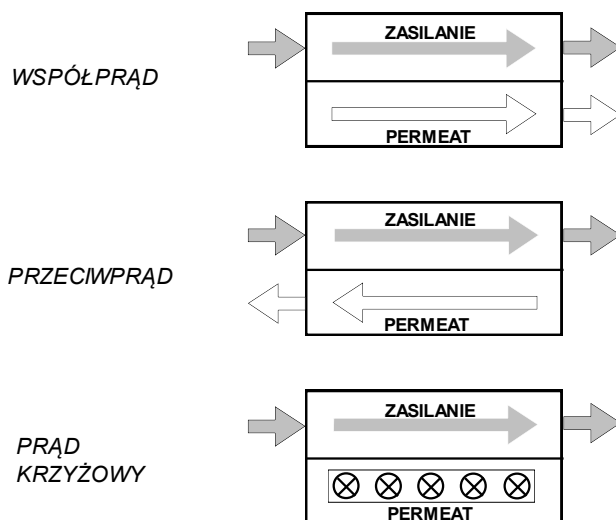 ZASILANIE
WSPÓŁPRĄD
PERMEAT
ZASILANIE
PRZECIWPRĄD
PERMEAT
ZASILANIE
PRĄD
KRZYŻOWY
PERMEAT